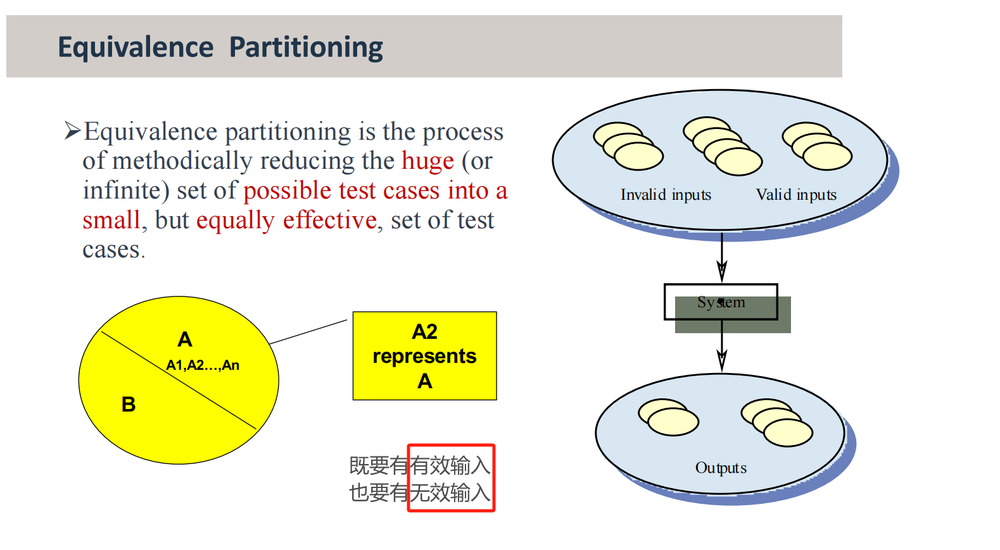 Equivalence Partitioning
➢Equivalence partitioning is the process
of methodically reducing the huge (or
infinite) set of possible test cases into a
small, but equally effective, set of test
cases.
A
A1,A2…,An
B
A2
represents
A
既要有有效输入
也要有无效输入
Invalid inputs
Valid inputs
System
Outputs